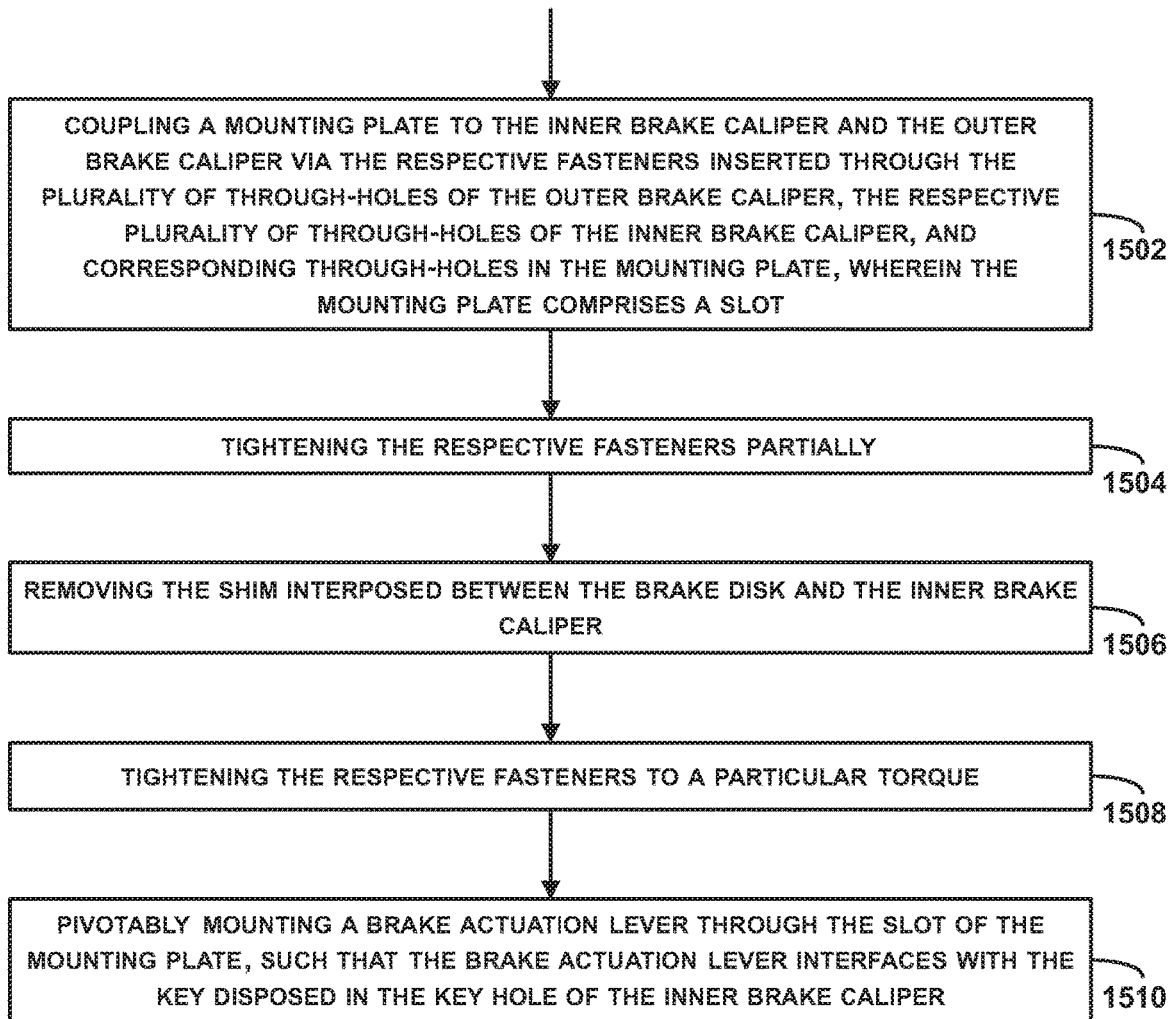 COUPLING A MOUNTING PLATE TO THE INNER BRAKE CALIPER AND THE OUTER
BRAKE CALIPER VIA THE RESPECTIVE FASTENERS INSERTED THROUGH THE
PLURALITY OF THROUGH-HOLES OF THE OUTER BRAKE CALIPER, THE RESPECTIVE
PLURALITY OF THROUGH-HOLES OF THE INNER BRAKE CALIPER, AND
CORRESPONDING THROUGH-HOLES IN THE MOUNTING PLATE, WHEREIN THE
MOUNTING PLATE COMPRISES A SLOT
1502
TIGHTENING THE RESPECTIVE FASTENERS PARTIALLY
1504
REMOVING THE SHIM INTERPOSED BETWEEN THE BRAKE DISK AND THE INNER BRAKE
CALIPER
1506
TIGHTENING THE RESPECTIVE FASTENERS TO A PARTICULAR TORQUE
1508
PIVOTABLY MOUNTING A BRAKE ACTUATION LEVER THROUGH THE SLOT OF THE
MOUNTING PLATE, SUCH THAT THE BRAKE ACTUATION LEVER INTERFACES WITH THE
KEY DISPOSED IN THE KEY HOLE OF THE INNER BRAKE CALIPER
1510